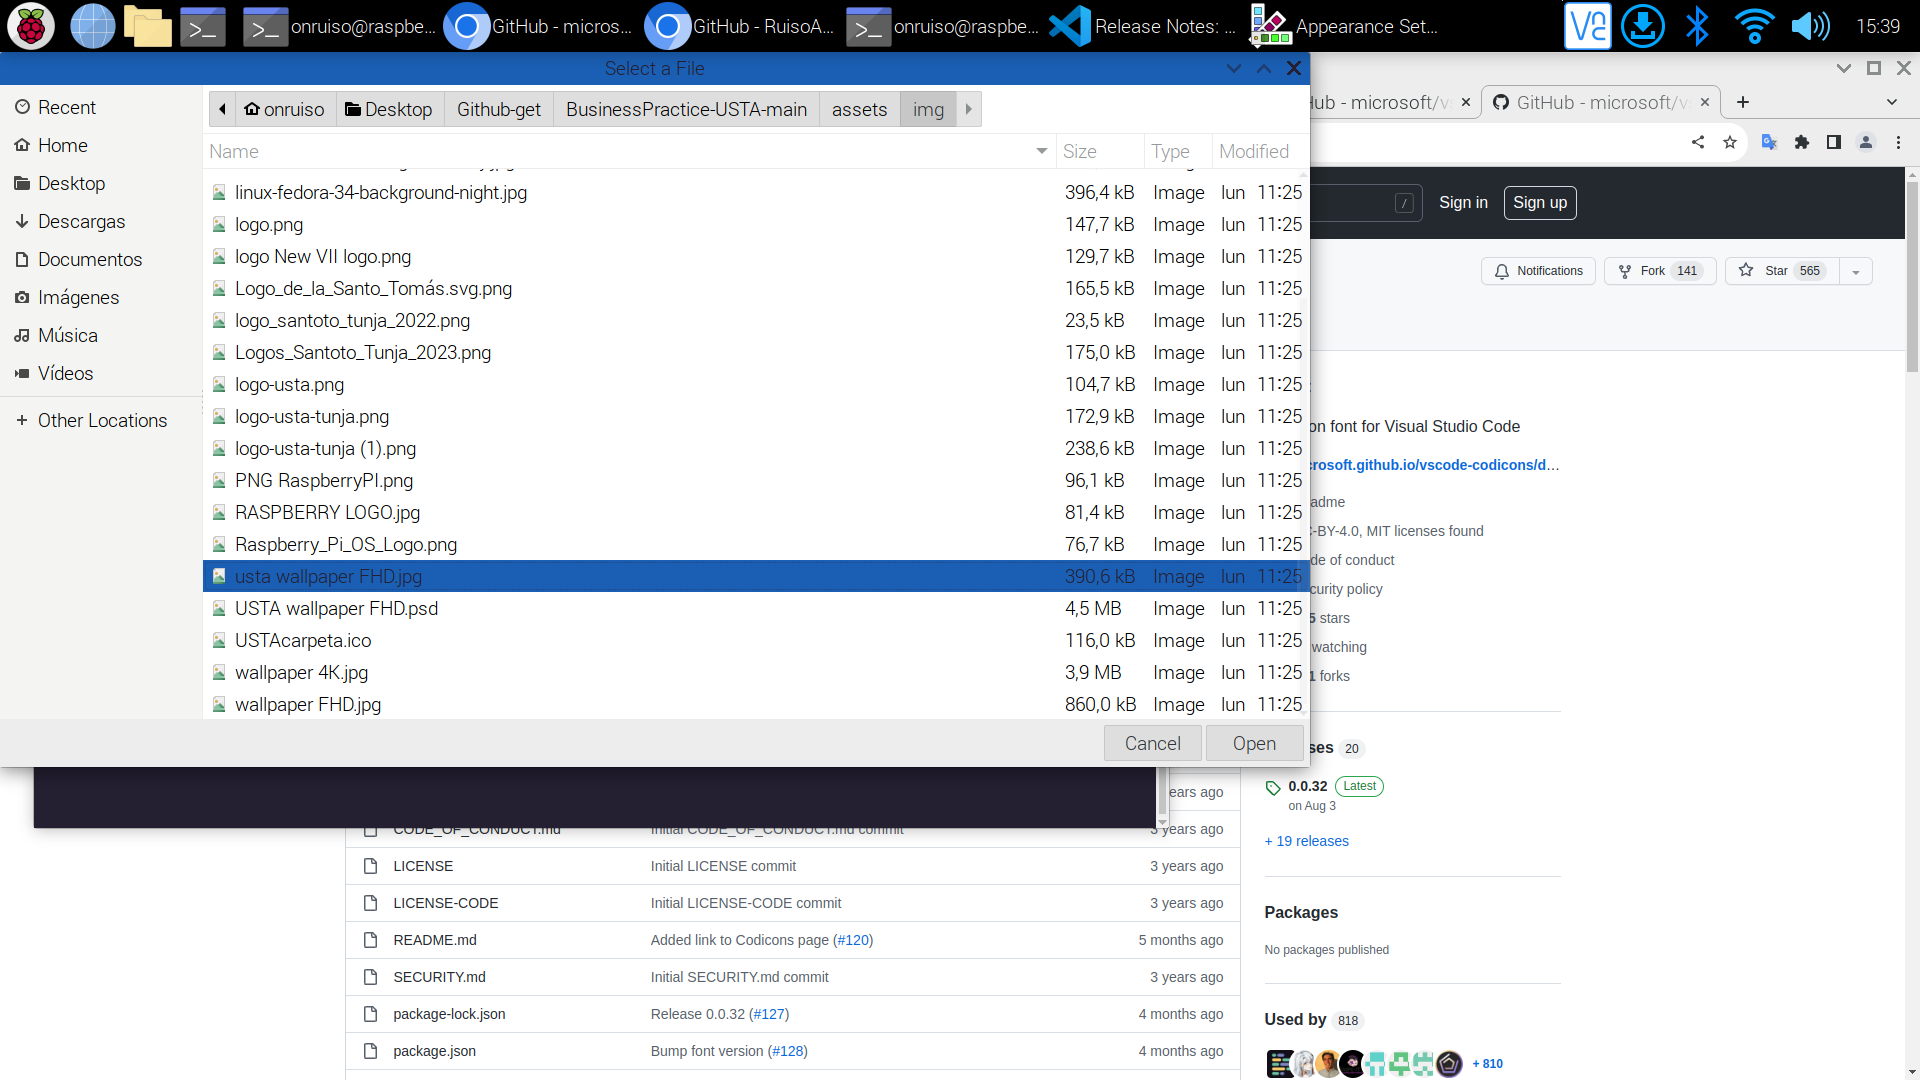 onruiso@raspbe... GitHub - micros... GitHub - RuisoA... onruiso@raspbe... Release Notes: ... Appearance Set... 15:39
Select a File
Recent
Home
Desktop
Descargas
Documentos
Imágenes
Música
Vídeos
+ Other Locations
onruiso Desktop Github-get BusinessPractice-USTA-main assets img
Name Size Type Modified
linux-fedora-34-background-night.jpg 396,4 kB Image lun 11:25
logo.png 147,7 kB Image lun 11:25
logo New VII logo.png 129,7 kB Image lun 11:25
Logo_de_la_Santo_Tomás.svg.png 165,5 kB Image lun 11:25
logo_santoto_tunja_2022.png 23,5 kB Image lun 11:25
Logos_Santoto_Tunja_2023.png 175,0 kB Image lun 11:25
logo-usta.png 104,7 kB Image lun 11:25
logo-usta-tunja.png 172,9 kB Image lun 11:25
logo-usta-tunja (1).png 238,6 kB Image lun 11:25
PNG RaspberryPI.png 96,1 kB Image lun 11:25
RASPBERRY LOGO.jpg 81,4 kB Image lun 11:25
Raspberry_Pi_OS_Logo.png 76,7 kB Image lun 11:25
usta wallpaper FHD.jpg 390,6 kB Image lun 11:25
USTA wallpaper FHD.psd 4,5 MB Image lun 11:25
USTAcarpeta.ico 116,0 kB Image lun 11:25
wallpaper 4K.jpg 3,9 MB Image lun 11:25
wallpaper FHD.jpg 860,0 kB Image lun 11:25
Cancel Open
Hub - microsoft/vs GitHub - microsoft/vs
/ Sign in Sign up
Notifications Fork 141 Star 565
on font for Visual Studio Code
crosoft.github.io/vscode-codicons/d...
adme
-BY-4.0, MIT licenses found
de of conduct
curity policy
5 stars
watching
1 forks
ses 20
0.0.32 Latest
on Aug 3
+ 19 releases
Packages
No packages published
Used by 818
+ 810
ears ago
CODE_OF_CONDUCT.md Initial CODE_OF_CONDUCT.md commit 3 years ago
LICENSE Initial LICENSE commit 3 years ago
LICENSE-CODE Initial LICENSE-CODE commit 3 years ago
README.md Added link to Codicons page (#120) 5 months ago
SECURITY.md Initial SECURITY.md commit 3 years ago
package-lock.json Release 0.0.32 (#127) 4 months ago
package.json Bump font version (#128) 4 months ago